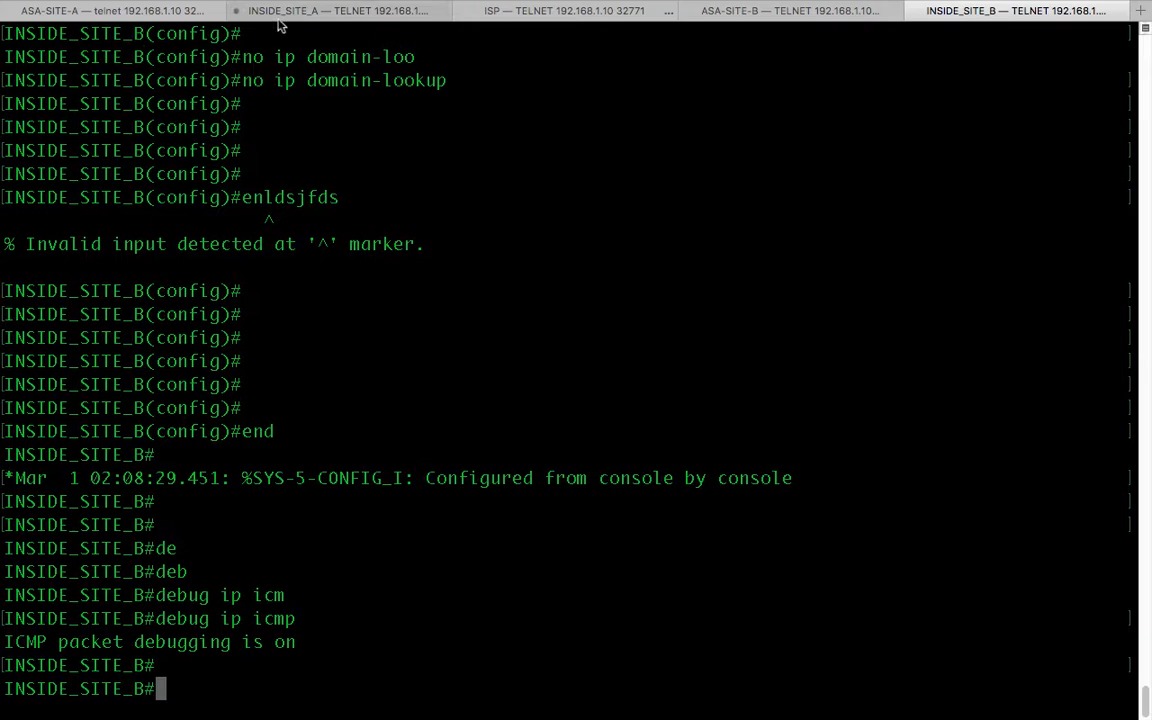 ASA-SITE-A — telnet 192.168.1.10 32... INSIDE_SITE_A — TELNET 192.168.1.... ISP — TELNET 192.168.1.10 32771 ... ASA-SITE-B — TELNET 192.168.1.10... INSIDE_SITE_B — TELNET 192.168.1.... +
[INSIDE_SITE_B(config)# ]
INSIDE_SITE_B(config)#no ip domain-loo
[INSIDE_SITE_B(config)#no ip domain-lookup ]
[INSIDE_SITE_B(config)# ]
[INSIDE_SITE_B(config)# ]
[INSIDE_SITE_B(config)# ]
[INSIDE_SITE_B(config)# ]
[INSIDE_SITE_B(config)#enldsjfds ]
^
% Invalid input detected at '^' marker.
[INSIDE_SITE_B(config)# ]
[INSIDE_SITE_B(config)# ]
[INSIDE_SITE_B(config)# ]
[INSIDE_SITE_B(config)# ]
[INSIDE_SITE_B(config)# ]
[INSIDE_SITE_B(config)# ]
[INSIDE_SITE_B(config)#end ]
INSIDE_SITE_B#
[*Mar  1 02:08:29.451: %SYS-5-CONFIG_I: Configured from console by console ]
[INSIDE_SITE_B# ]
[INSIDE_SITE_B# ]
INSIDE_SITE_B#de
INSIDE_SITE_B#deb
INSIDE_SITE_B#debug ip icm
[INSIDE_SITE_B#debug ip icmp ]
ICMP packet debugging is on
[INSIDE_SITE_B# ]
INSIDE_SITE_B#